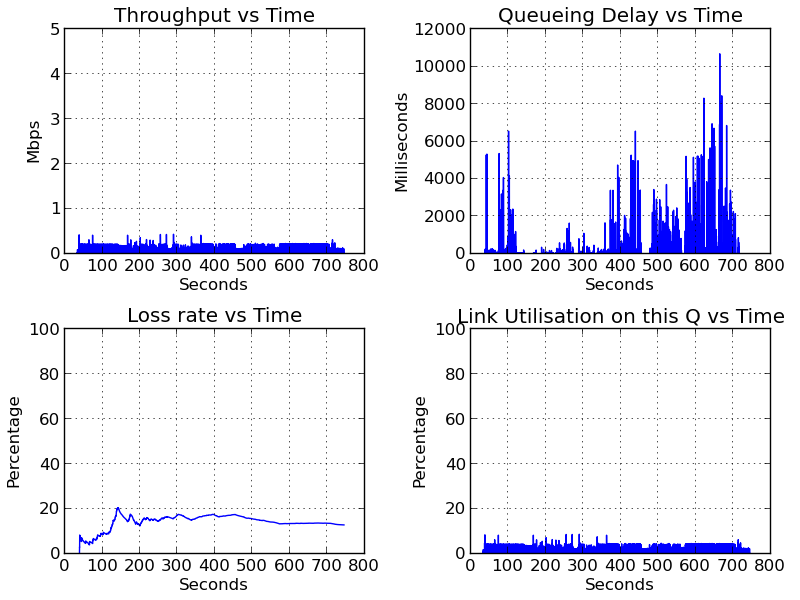 Throughput vs Time
5
4
3
2
1
0
Mbps
0 100 200 300 400 500 600 700 800
Seconds
Queueing Delay vs Time
12000
10000
8000
6000
4000
2000
0
Milliseconds
0 100 200 300 400 500 600 700 800
Seconds
Loss rate vs Time
100
80
60
40
20
0
Percentage
0 100 200 300 400 500 600 700 800
Seconds
Link Utilisation on this Q vs Time
100
80
60
40
20
0
Percentage
0 100 200 300 400 500 600 700 800
Seconds